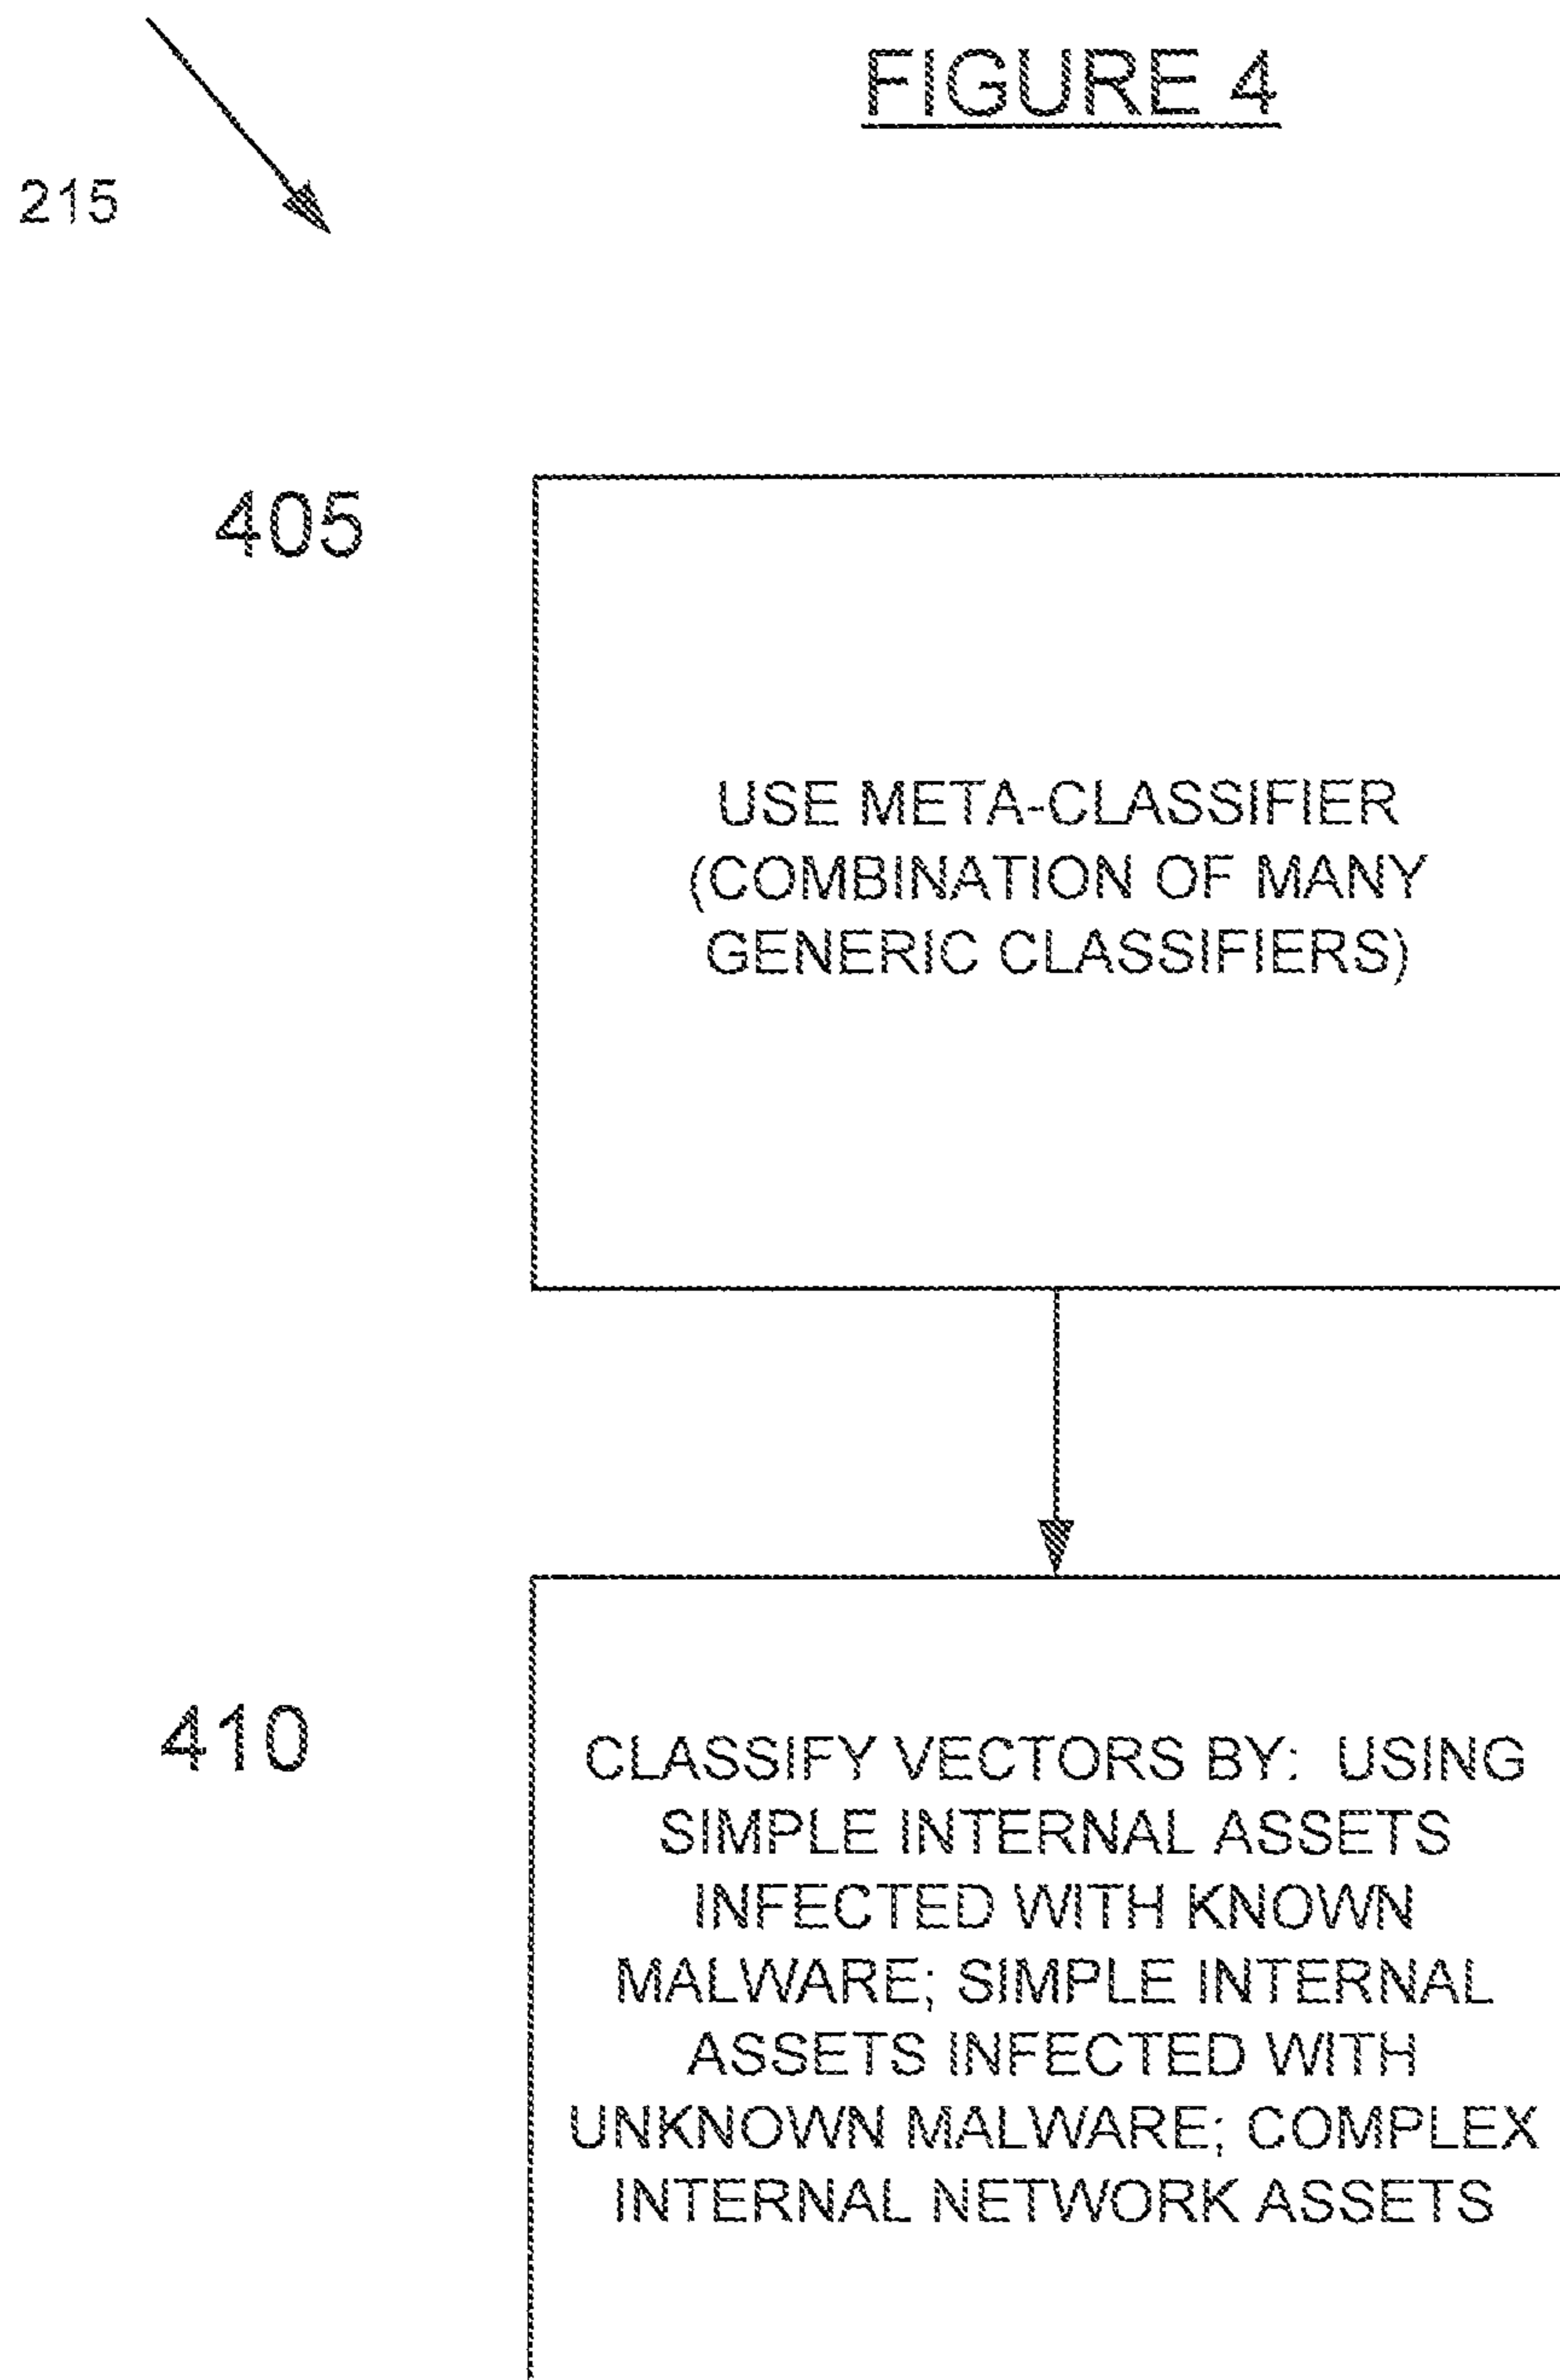 FIGURE 4
215
405
USE META-CLASSIFIER
(COMBINATION OF MANY
GENERIC CLASSIFIERS)
410
CLASSIFY VECTORS BY: USING
SIMPLE INTERNAL ASSETS
INFECTED WITH KNOWN
MALWARE; SIMPLE INTERNAL
ASSETS INFECTED WITH
UNKNOWN MALWARE; COMPLEX
INTERNAL NETWORK ASSETS